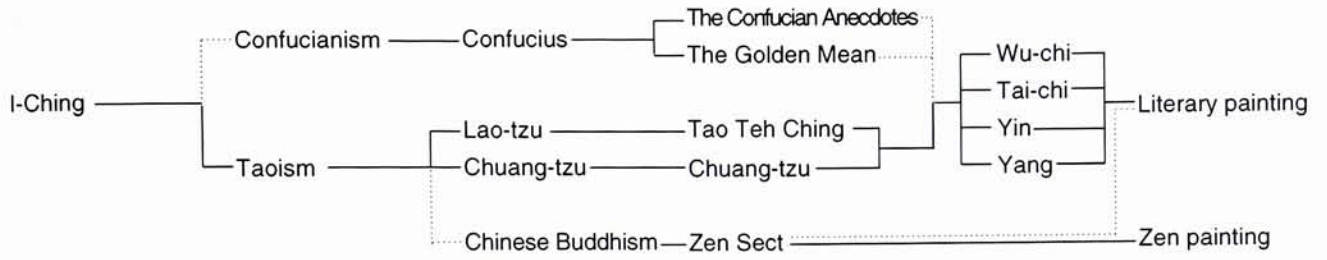 The Confucian Anecdotes
Confucianism Confucius
The Golden Mean
Wu-chi
I-Ching
Tai-chi
Literary painting
Lao-tzu Tao Teh Ching
Yin
Taoism
Chuang-tzu Chuang-tzu
Yang
Chinese Buddhism Zen Sect Zen painting